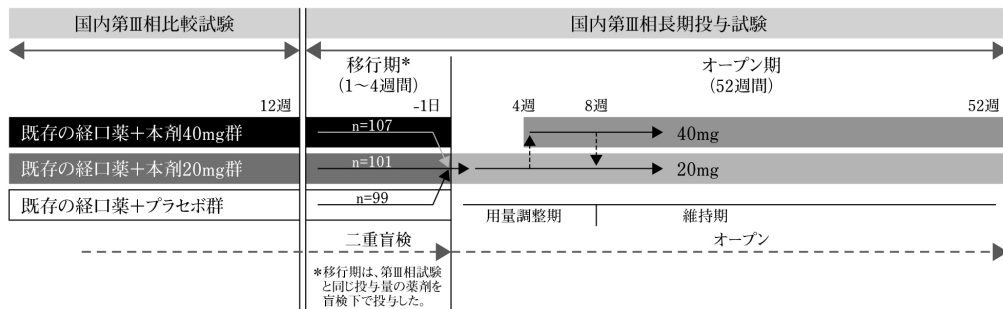 国内第Ⅲ相比較試験
国内第Ⅲ相長期投与試験
移行期*
(1～4週間)
オープン期
(52週間)
12週
-1日
4週
8週
52週
既存の経口薬＋本剤40mg群
n=107
40mg
既存の経口薬＋本剤20mg群
n=101
20mg
既存の経口薬＋プラセボ群
n=99
用量調整期
維持期
二重盲検
オープン
*移行期は、第Ⅲ相試験
と同じ投与量の薬剤を
盲検下で投与した。